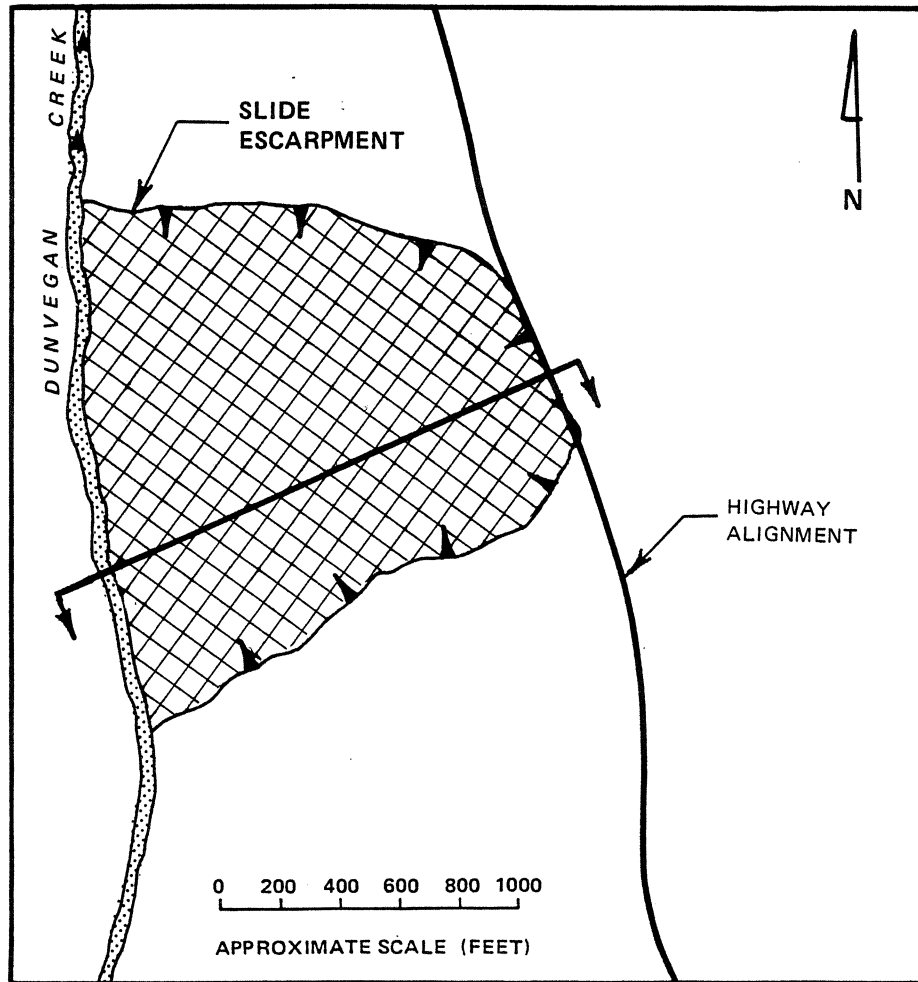 DUNVEGAN CREEK
SLIDE
ESCARPMENT
N
HIGHWAY
ALIGNMENT
0 200 400 600 800 1000
APPROXIMATE SCALE (FEET)